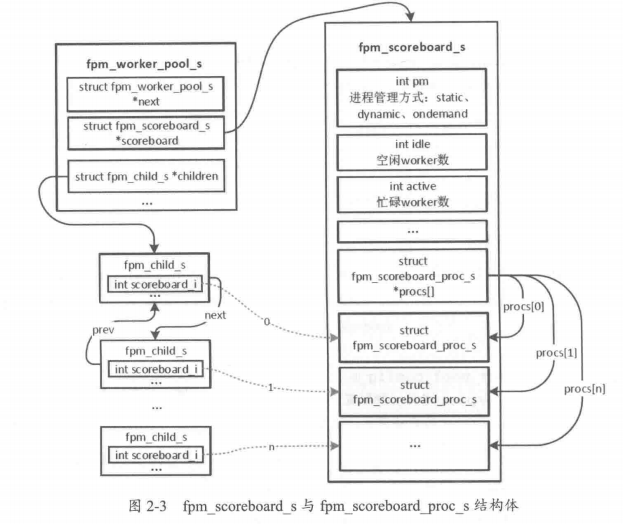 fpm_worker_pool_s
struct fpm_worker_pool_s
*next
struct fpm_scoreboard_s
*scoreboard
struct fpm_child_s *children
...
fpm_scoreboard_s
int pm
进程管理方式：static、
dynamic、ondemand
int idle
空闲worker数
int active
忙碌worker数
...
struct
fpm_scoreboard_proc_s
*procs[]
struct
fpm_scoreboard_proc_s
struct
fpm_scoreboard_proc_s
...
procs[0]
procs[1]
procs[n]
fpm_child_s
int scoreboard_i
...
prev
next
0
fpm_child_s
int scoreboard_i
...
1
...
fpm_child_s
int scoreboard_i
...
n
图 2-3 fpm_scoreboard_s 与 fpm_scoreboard_proc_s 结构体